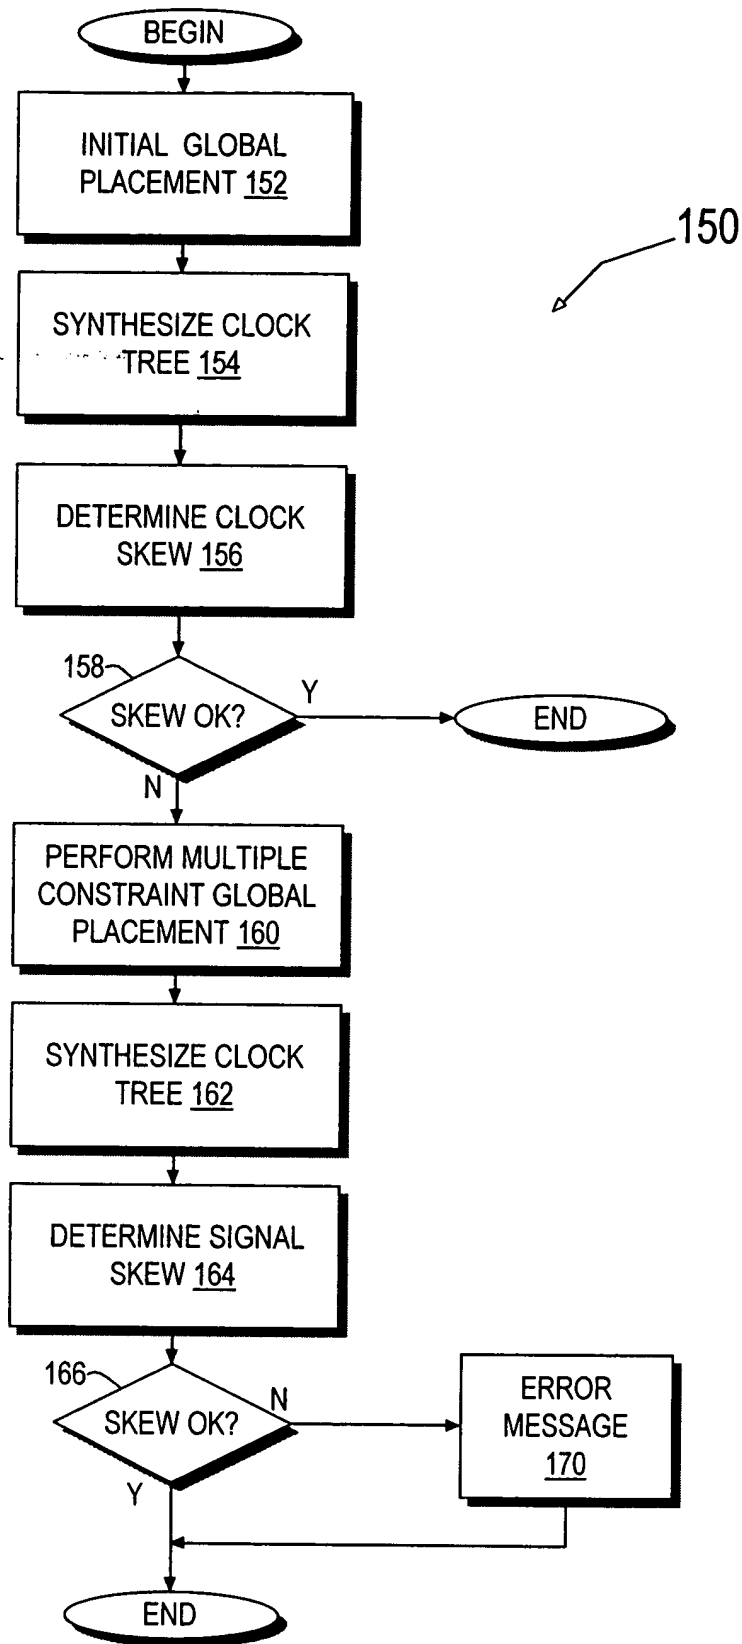 BEGIN
INITIAL GLOBAL
PLACEMENT 152
150
SYNTHESIZE CLOCK
TREE 154
DETERMINE CLOCK
SKEW 156
158
SKEW OK?
Y
END
N
PERFORM MULTIPLE
CONSTRAINT GLOBAL
PLACEMENT 160
SYNTHESIZE CLOCK
TREE 162
DETERMINE SIGNAL
SKEW 164
166
SKEW OK?
N
ERROR
MESSAGE
170
Y
END